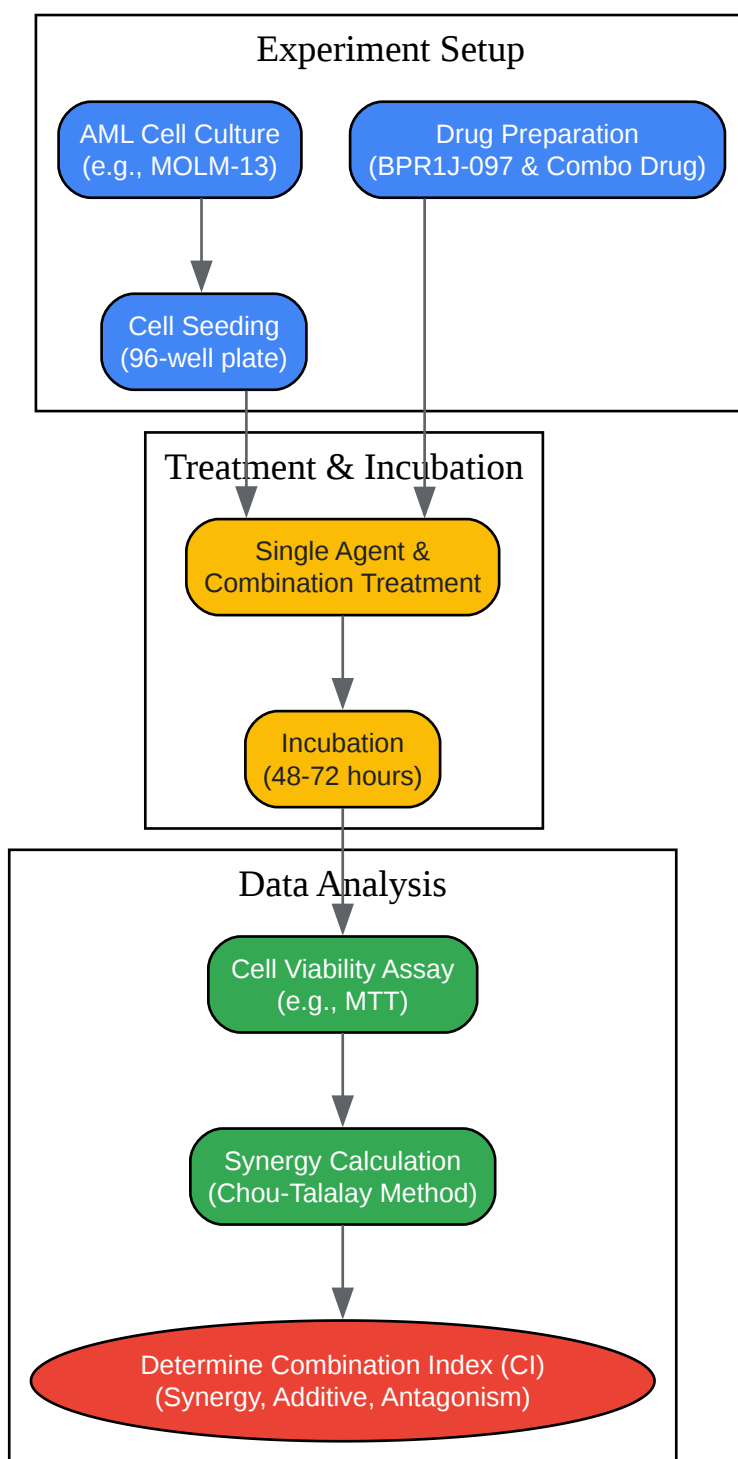 Experiment Setup
AML Cell Culture
(e.g., MOLM-13)
Drug Preparation
(BPR1J-097 & Combo Drug)
Cell Seeding
(96-well plate)
Treatment & Incubation
Single Agent &
Combination Treatment
Incubation
(48-72 hours)
Data Analysis
Cell Viability Assay
(e.g., MTT)
Synergy Calculation
(Chou-Talalay Method)
Determine Combination Index (CI)
(Synergy, Additive, Antagonism)